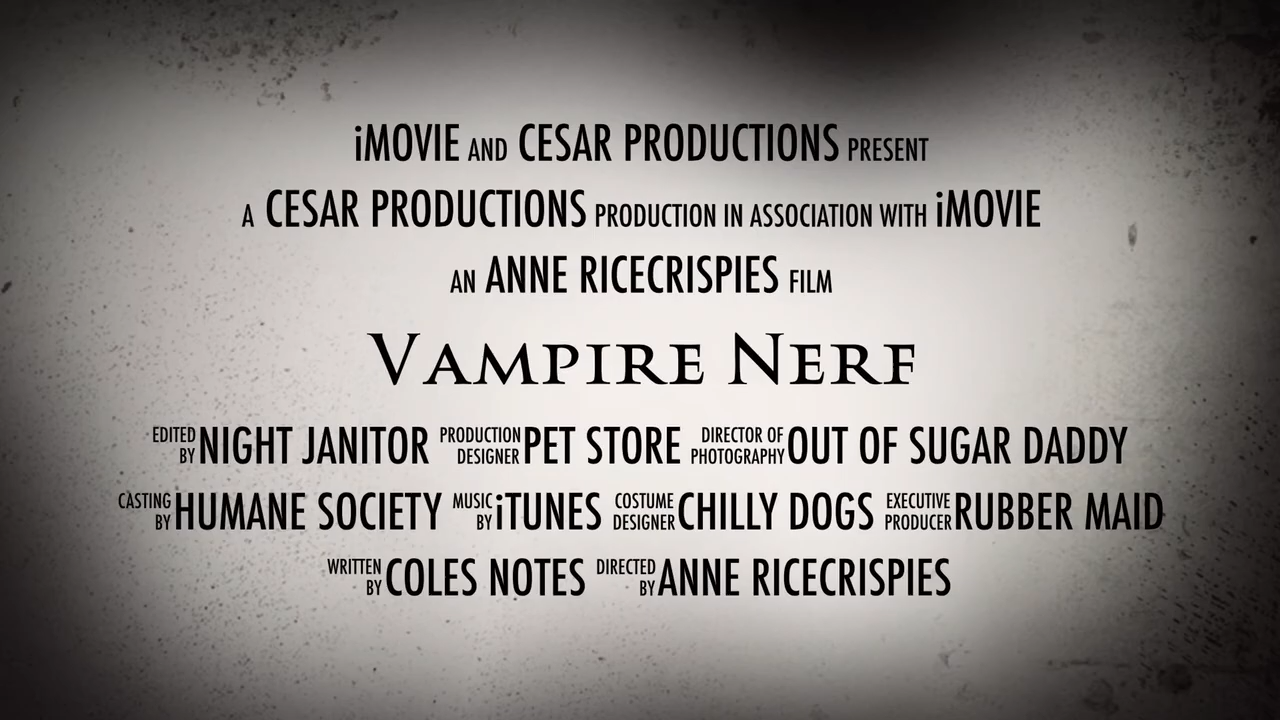 iMOVIE AND CESAR PRODUCTIONS PRESENT
A CESAR PRODUCTIONS PRODUCTION IN ASSOCIATION WITH iMOVIE
AN ANNE RICECRISPIES FILM
VAMPIRE NERF
EDITED BY NIGHT JANITOR PRODUCTION DESIGNER PET STORE DIRECTOR OF PHOTOGRAPHY OUT OF SUGAR DADDY
CASTING BY HUMANE SOCIETY MUSIC BY iTUNES COSTUME DESIGNER CHILLY DOGS EXECUTIVE PRODUCER RUBBER MAID
WRITTEN BY COLES NOTES DIRECTED BY ANNE RICECRISPIES